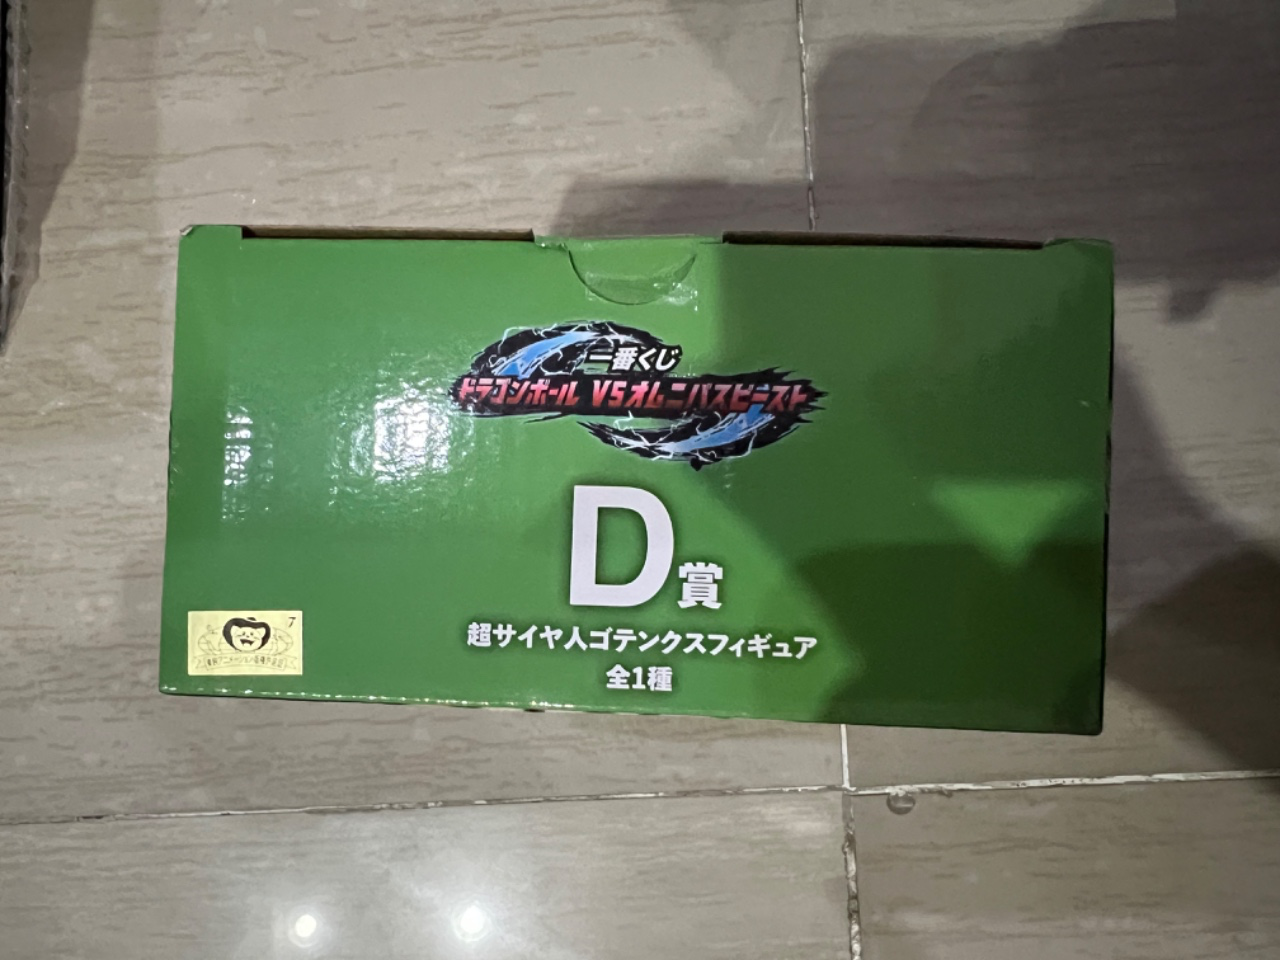 一番くじ
ドラゴンボール VSオムニバスビースト
D賞
超サイヤ人ゴテンクスフィギュア
全1種
7